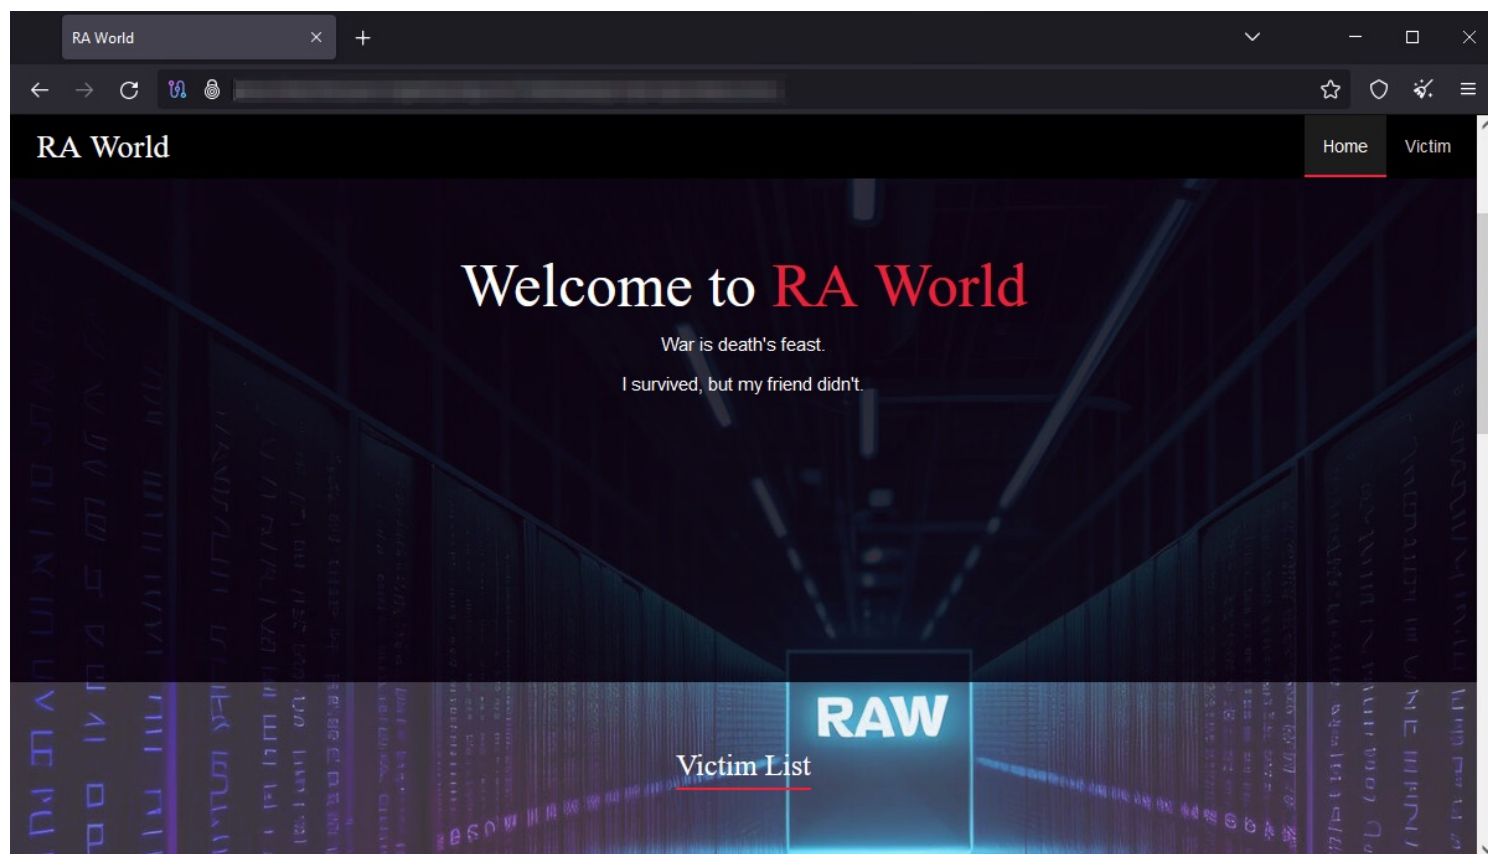 RA World
RA World
Home
Victim
Welcome to RA World
War is death's feast.
I survived, but my friend didn't.
RAW
Victim List